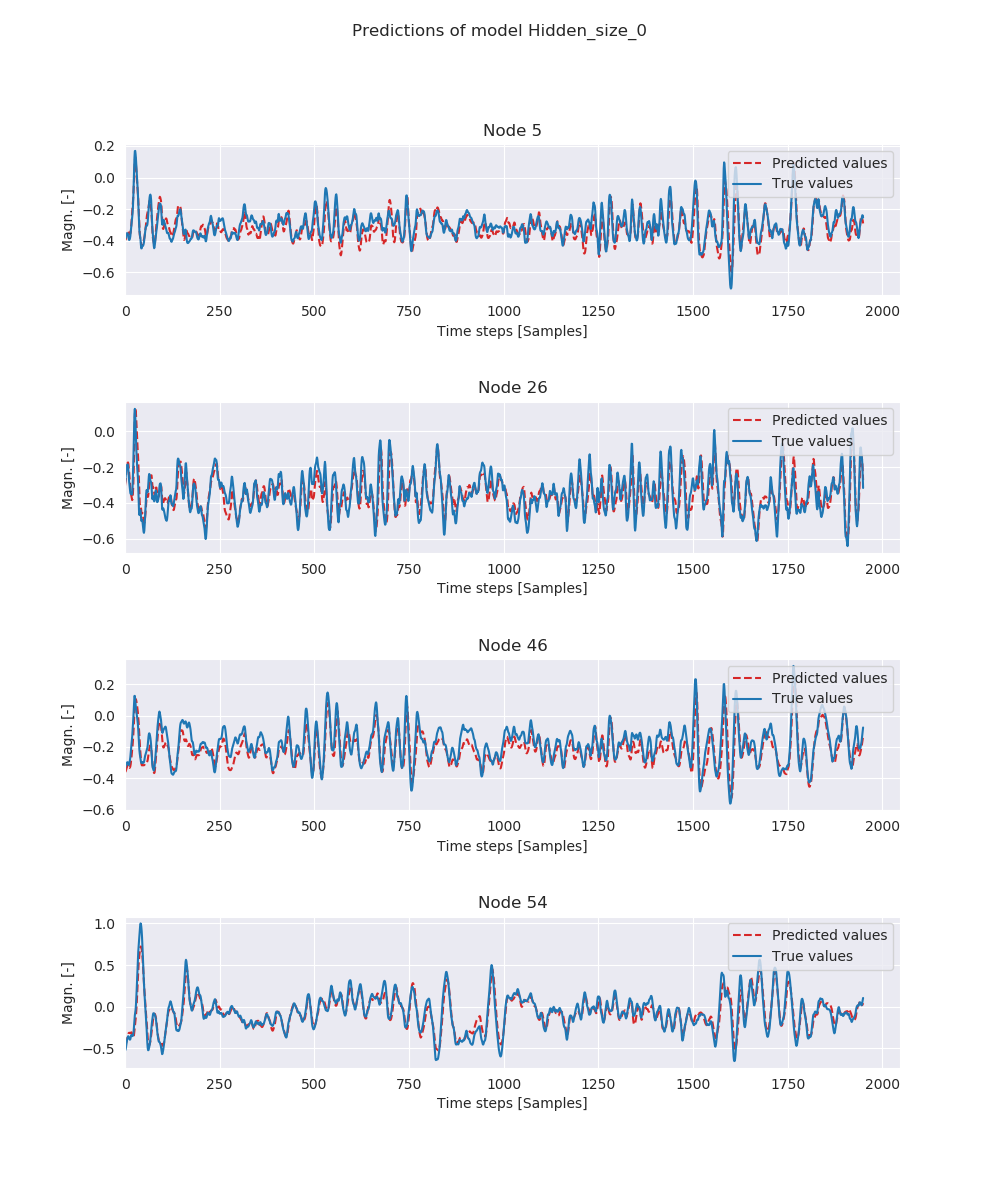 Predictions of model Hidden_size_0
Node 5
0.2
0.0
−0.2
−0.4
−0.6
Magn. [-]
Predicted values
True values
0 250 500 750 1000 1250 1500 1750 2000
Time steps [Samples]
Node 26
0.0
−0.2
−0.4
−0.6
Magn. [-]
Predicted values
True values
0 250 500 750 1000 1250 1500 1750 2000
Time steps [Samples]
Node 46
0.2
0.0
−0.2
−0.4
−0.6
Magn. [-]
Predicted values
True values
0 250 500 750 1000 1250 1500 1750 2000
Time steps [Samples]
Node 54
1.0
0.5
0.0
−0.5
Magn. [-]
Predicted values
True values
0 250 500 750 1000 1250 1500 1750 2000
Time steps [Samples]